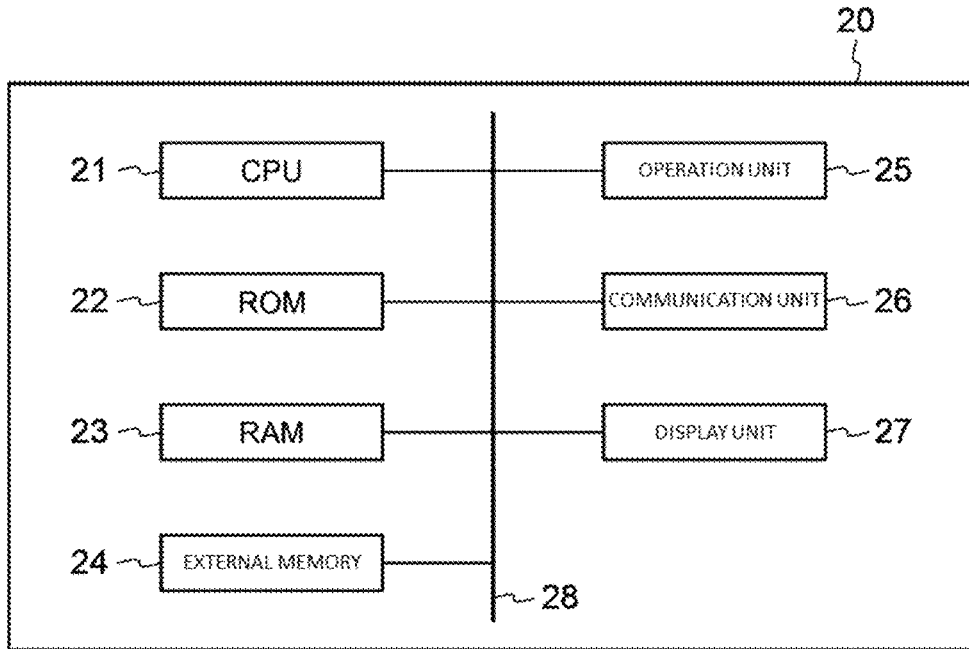 20
21 CPU OPERATION UNIT 25
22 ROM COMMUNICATION UNIT 26
23 RAM DISPLAY UNIT 27
24 EXTERNAL MEMORY
28